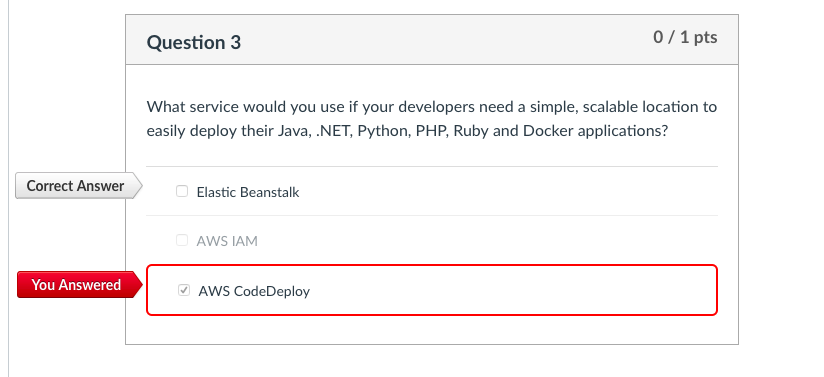 Question 3
0 / 1 pts
What service would you use if your developers need a simple, scalable location to
easily deploy their Java, .NET, Python, PHP, Ruby and Docker applications?
Correct Answer
Elastic Beanstalk
AWS IAM
You Answered
AWS CodeDeploy